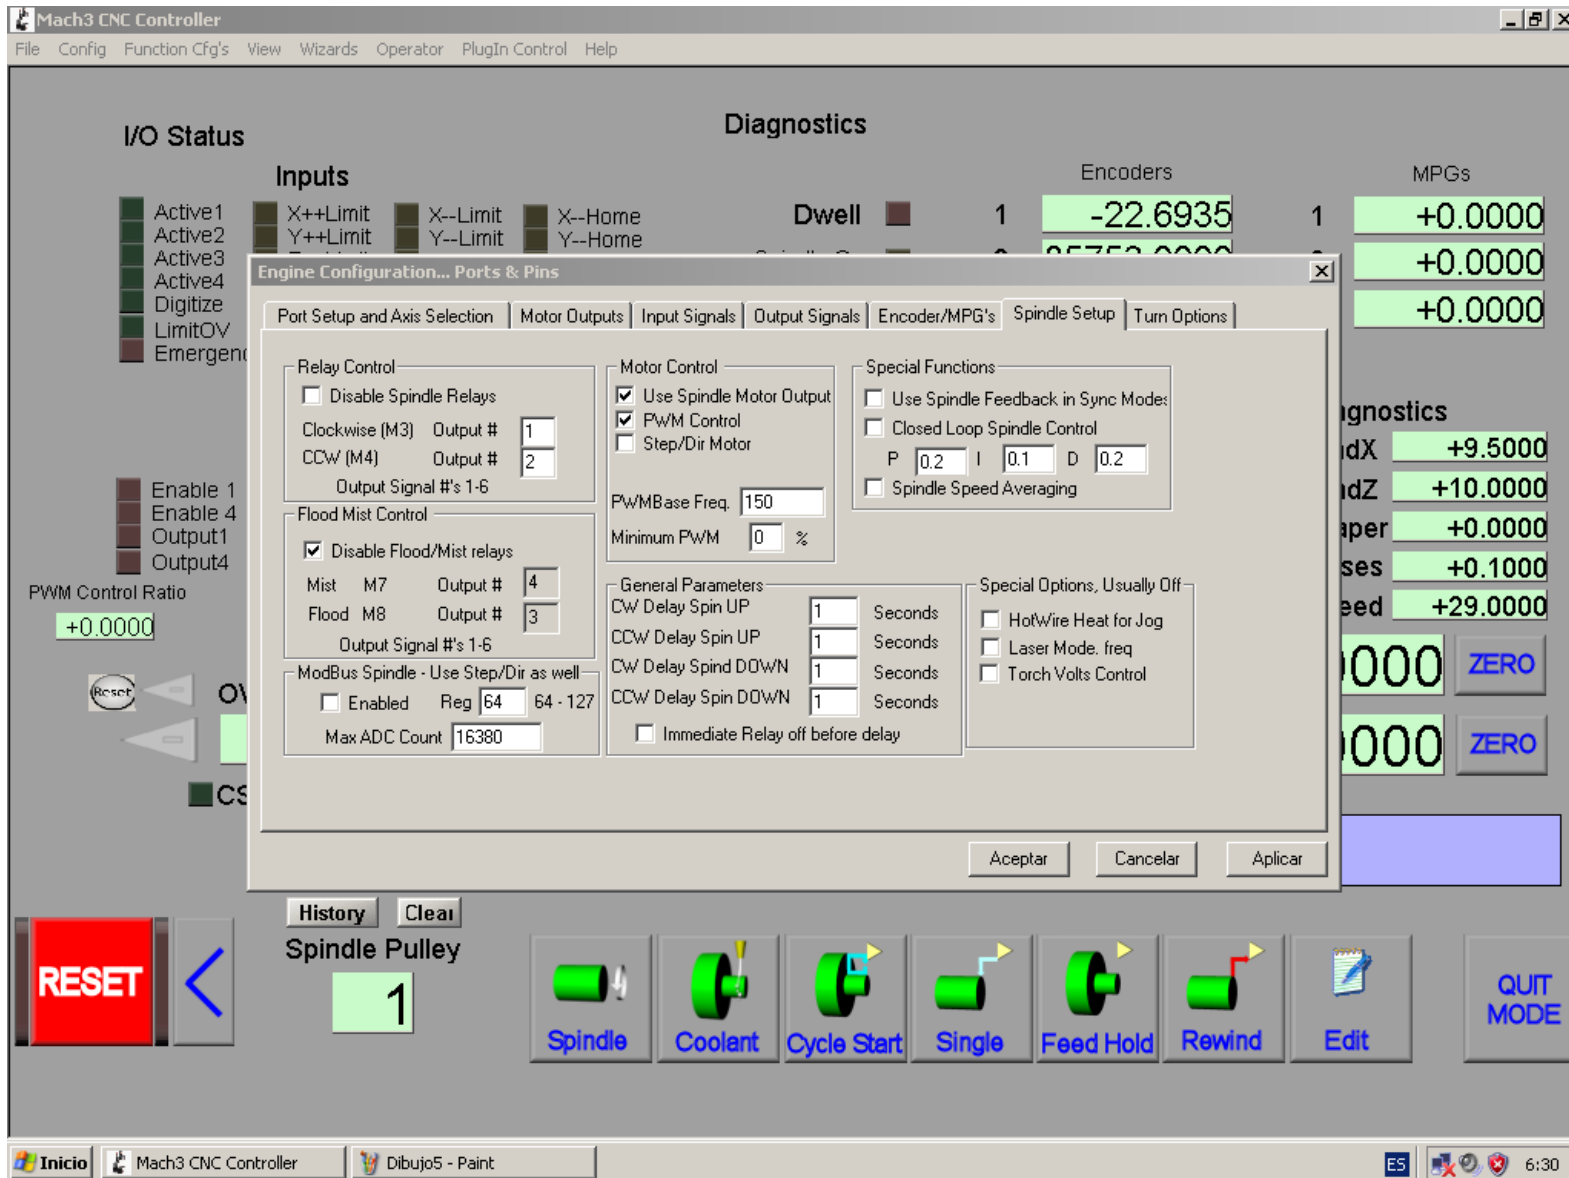 Mach3 CNC Controller
File Config Function Cfg's View Wizards Operator PlugIn Control Help
Diagnostics
I/O Status
Inputs
Encoders
MPGs
Active1
Active2
Active3
Active4
Digitize
LimitOV
X++Limit X--Limit X--Home
Y++Limit Y--Limit Y--Home
Dwell 1 -22.6935 1 +0.0000
+0.0000
+0.0000
Engine Configuration... Ports & Pins
Port Setup and Axis Selection Motor Outputs Input Signals Output Signals Encoder/MPG's Spindle Setup Turn Options
Relay Control
Disable Spindle Relays
Clockwise (M3) Output # 1
CCW (M4) Output # 2
Output Signal #'s 1-6
Flood Mist Control
Disable Flood/Mist relays
Mist M7 Output # 4
Flood M8 Output # 3
Output Signal #'s 1-6
ModBus Spindle - Use Step/Dir as well
Enabled Reg 64 64 - 127
Max ADC Count 16380
Motor Control
Use Spindle Motor Output
PWM Control
Step/Dir Motor
PWMBase Freq. 150
Minimum PWM 0 %
General Parameters
CW Delay Spin UP 1 Seconds
CCW Delay Spin UP 1 Seconds
CW Delay Spind DOWN 1 Seconds
CCW Delay Spin DOWN 1 Seconds
Immediate Relay off before delay
Special Functions
Use Spindle Feedback in Sync Modes
Closed Loop Spindle Control
P 0.2 I 0.1 D 0.2
Spindle Speed Averaging
Special Options, Usually Off
HotWire Heat for Jog
Laser Mode. freq
Torch Volts Control
Aceptar Cancelar Aplicar
Enable 1
Enable 4
Output1
Output4
PWM Control Ratio
+0.0000
Reset
+9.5000
+10.0000
+0.0000
+0.1000
+29.0000
ZERO
ZERO
History Clear
Spindle Pulley
1
RESET
Spindle
Coolant
Cycle Start
Single
Feed Hold
Rewind
Edit
QUIT
MODE
Inicio Mach3 CNC Controller Dibujo5 - Paint ES 6:30